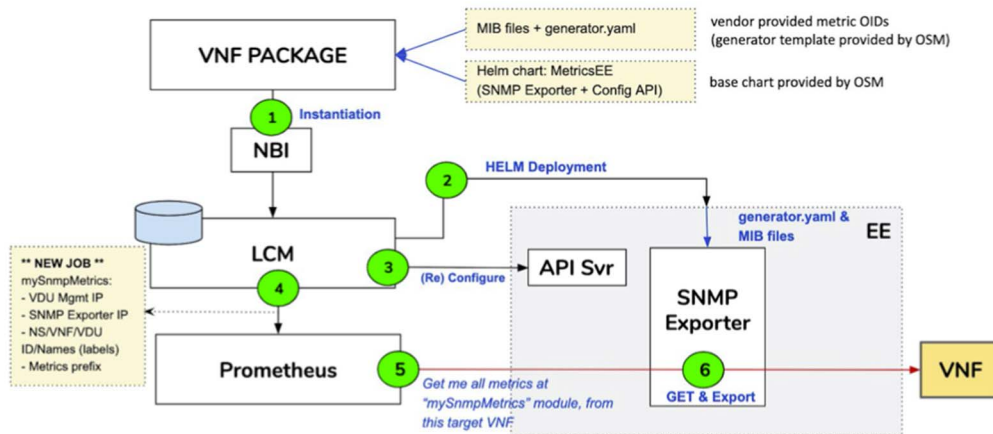 MIB files + generator.yaml
vendor provided metric OIDs
(generator template provided by OSM)
VNF PACKAGE
Helm chart: MetricsEE
(SNMP Exporter + Config API)
base chart provided by OSM
1
Instantiation
NBI
2
HELM Deployment
generator.yaml &
MIB files
EE
LCM
3
(Re) Configure
API Svr
** NEW JOB **
mySnmpMetrics:
- VDU Mgmt IP
- SNMP Exporter IP
- NS/VNF/VDU
ID/Names (labels)
- Metrics prefix
4
SNMP
Exporter
Prometheus
5
Get me all metrics at
"mySnmpMetrics" module, from
this target VNF
6
GET & Export
VNF